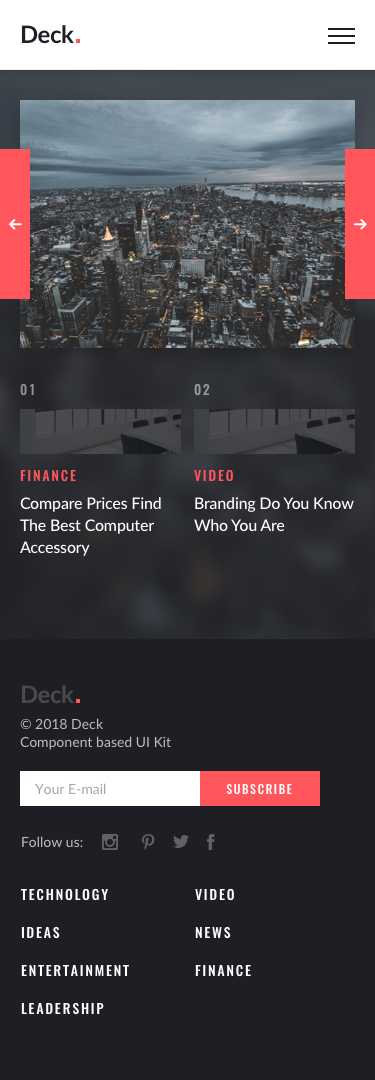 Deck.
01
02
FINANCE
Compare Prices Find
The Best Computer
Accessory
VIDEO
Branding Do You Know
Who You Are
Deck.
© 2018 Deck
Component based UI Kit
Your E-mail
SUBSCRIBE
Follow us:
TECHNOLOGY
VIDEO
IDEAS
NEWS
ENTERTAINMENT
FINANCE
LEADERSHIP